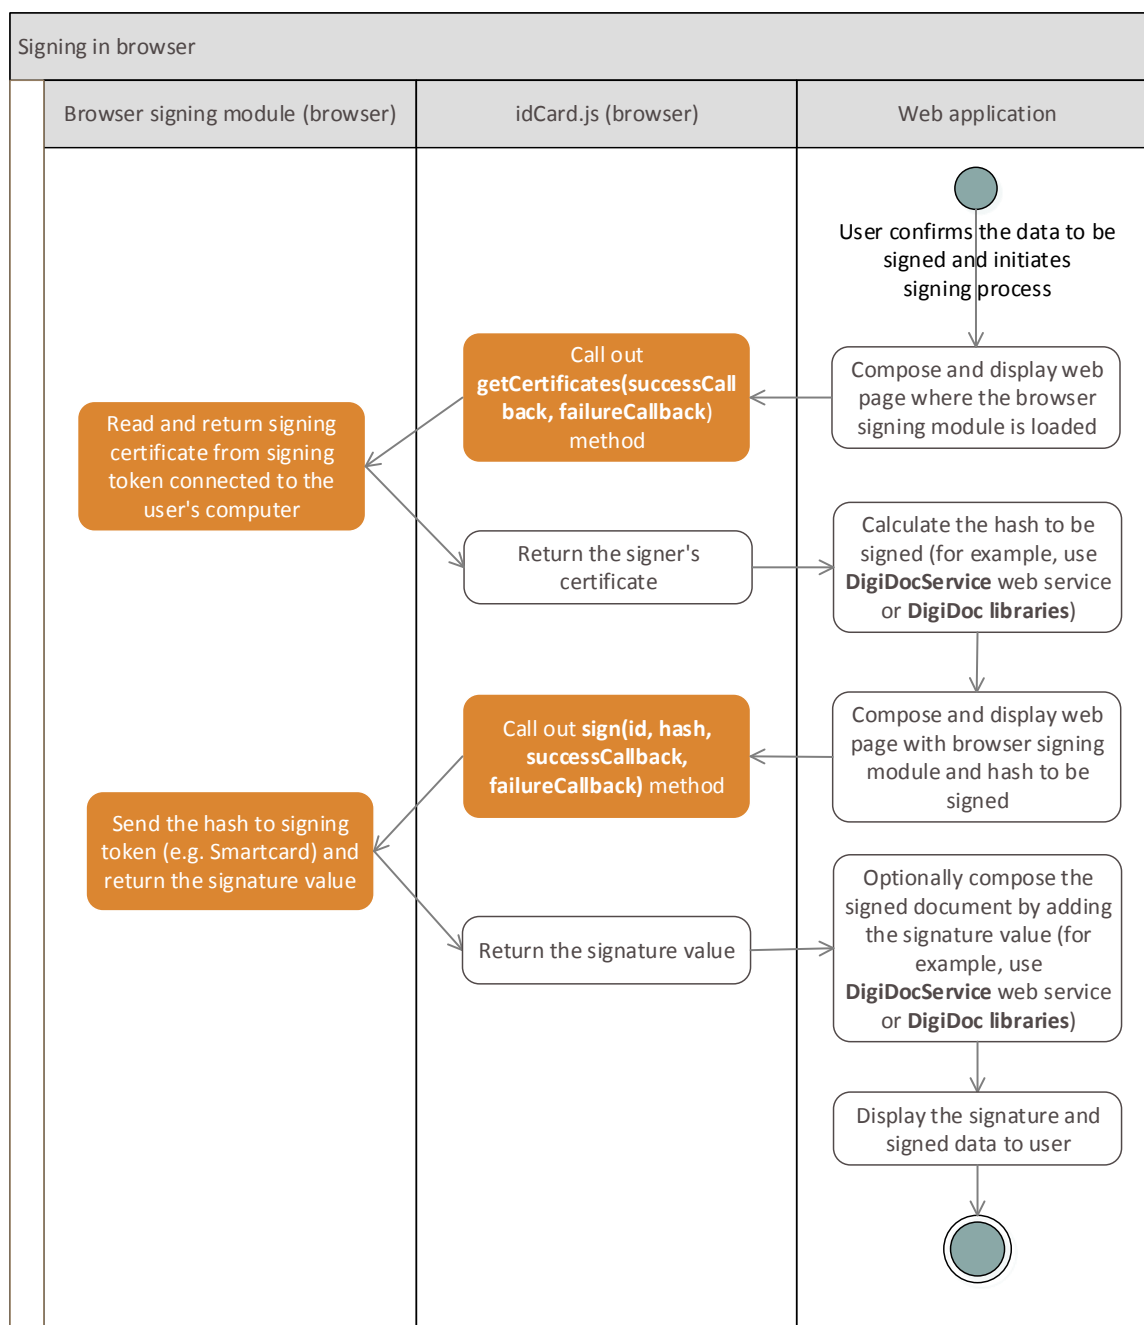 Signing in browser
Browser signing module (browser)
idCard.js (browser)
Web application
User confirms the data to be
signed and initiates
signing process
Call out
getCertificates(successCall
back, failureCallback) 
method
Compose and display web
page where the browser
signing module is loaded
Read and return signing
certificate from signing
token connected to the
user's computer
Return the signer's
certificate
Calculate the hash to be
signed (for example, use
DigiDocService web service
or DigiDoc libraries)
Call out sign(id, hash,
successCallback,
failureCallback) method
Compose and display web
page with browser signing
module and hash to be
signed
Send the hash to signing
token (e.g. Smartcard) and
return the signature value
Return the signature value
Optionally compose the
signed document by adding
the signature value (for
example, use
DigiDocService web service
or DigiDoc libraries)
Display the signature and
signed data to user